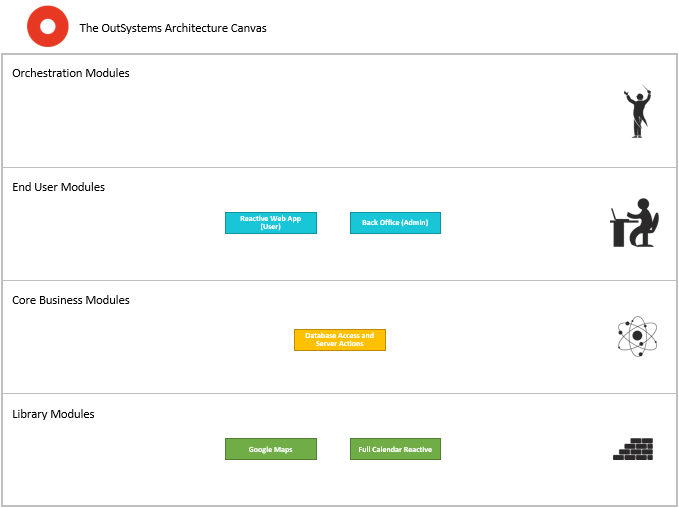 The OutSystems Architecture Canvas
Orchestration Modules
End User Modules
Reactive Web App
(User)
Back Office (Admin)
Core Business Modules
Database Access and
Server Actions
Library Modules
Google Maps
Full Calendar Reactive